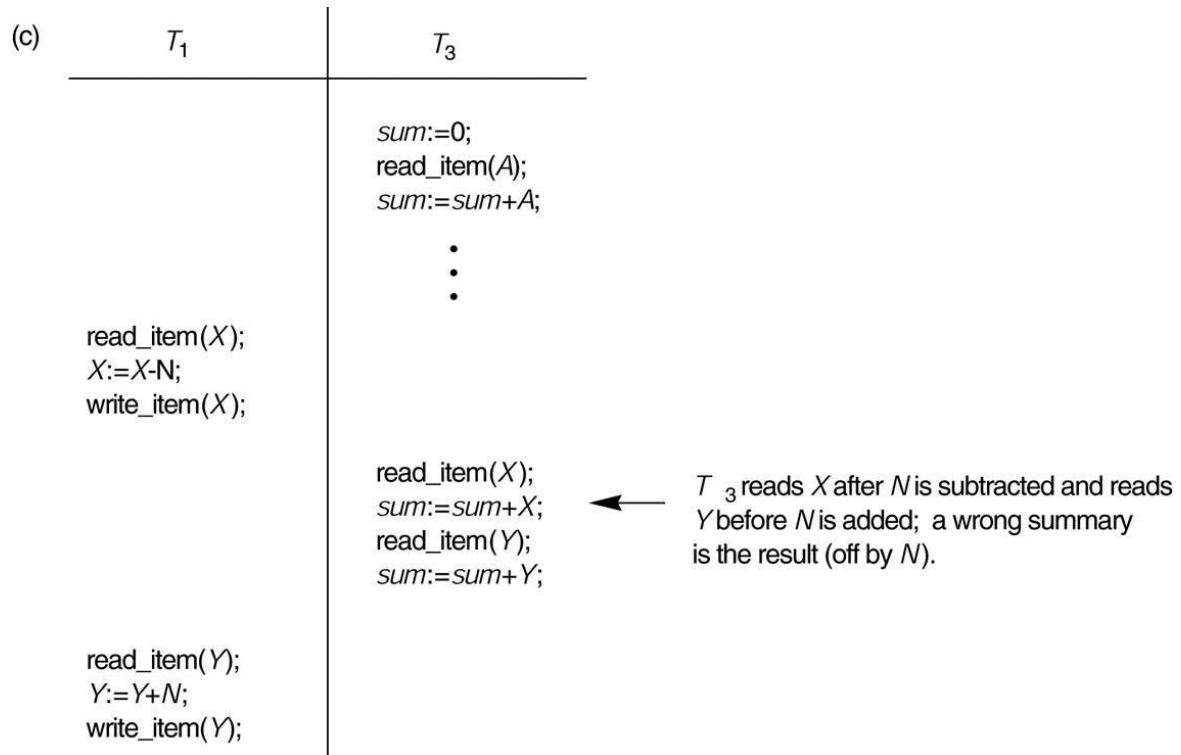 (c)
T1
T3
sum:=0;
read_item(A);
sum:=sum+A;
read_item(X);
X:=X-N;
write_item(X);
read_item(X);
sum:=sum+X;
read_item(Y);
sum:=sum+Y;
T 3 reads X after N is subtracted and reads
Y before N is added; a wrong summary
is the result (off by N).
read_item(Y);
Y:=Y+N;
write_item(Y);